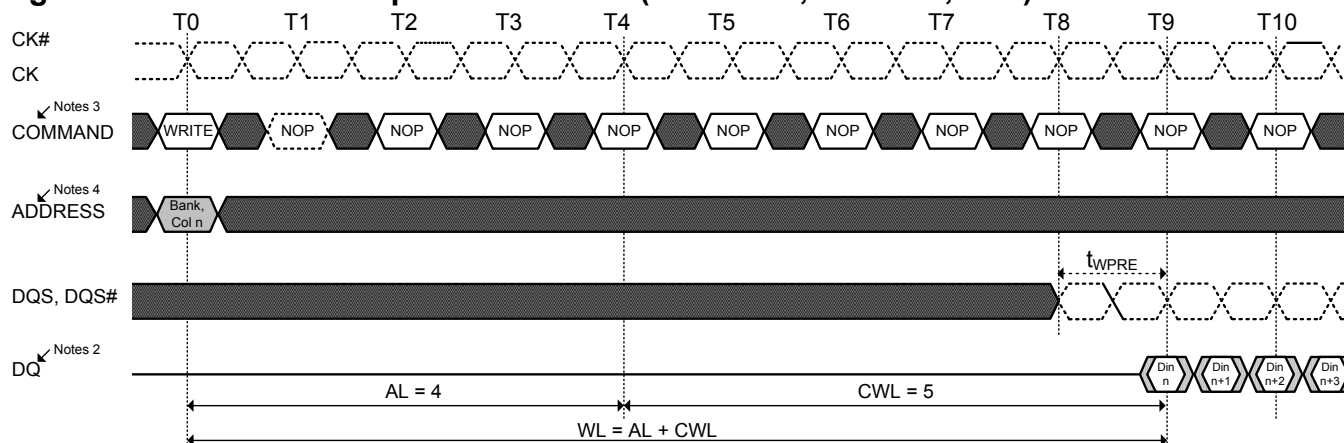 T0 T1 T2 T3 T4 T5 T6 T7 T8 T9 T10
CK#
CK
Notes 3
COMMAND
WRITE NOP NOP NOP NOP NOP NOP NOP NOP NOP NOP
Notes 4
ADDRESS
Bank,
Col n
tWPRE
DQS, DQS#
Notes 2
DQ
Din n
Din n+1
Din n+2
Din n+3
AL = 4
CWL = 5
WL = AL + CWL